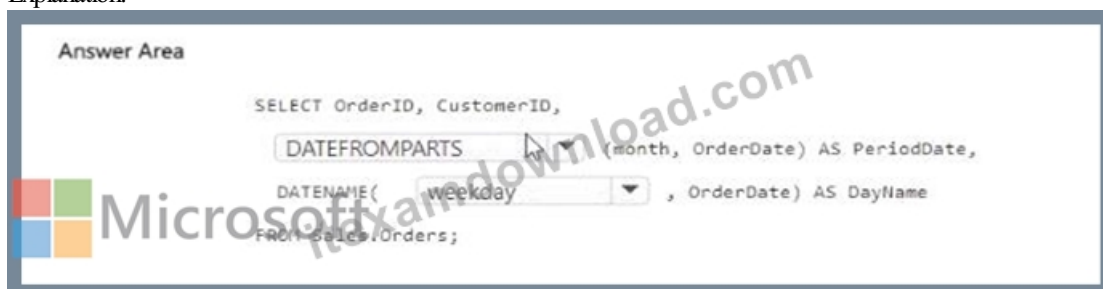 Explanation:
Answer Area
SELECT OrderID, CustomerID,
DATEFROMPARTS (month, OrderDate) AS PeriodDate,
DATENAME( weekday , OrderDate) AS DayName
FROM Sales.Orders;
Microsoft
itexamdownload.com